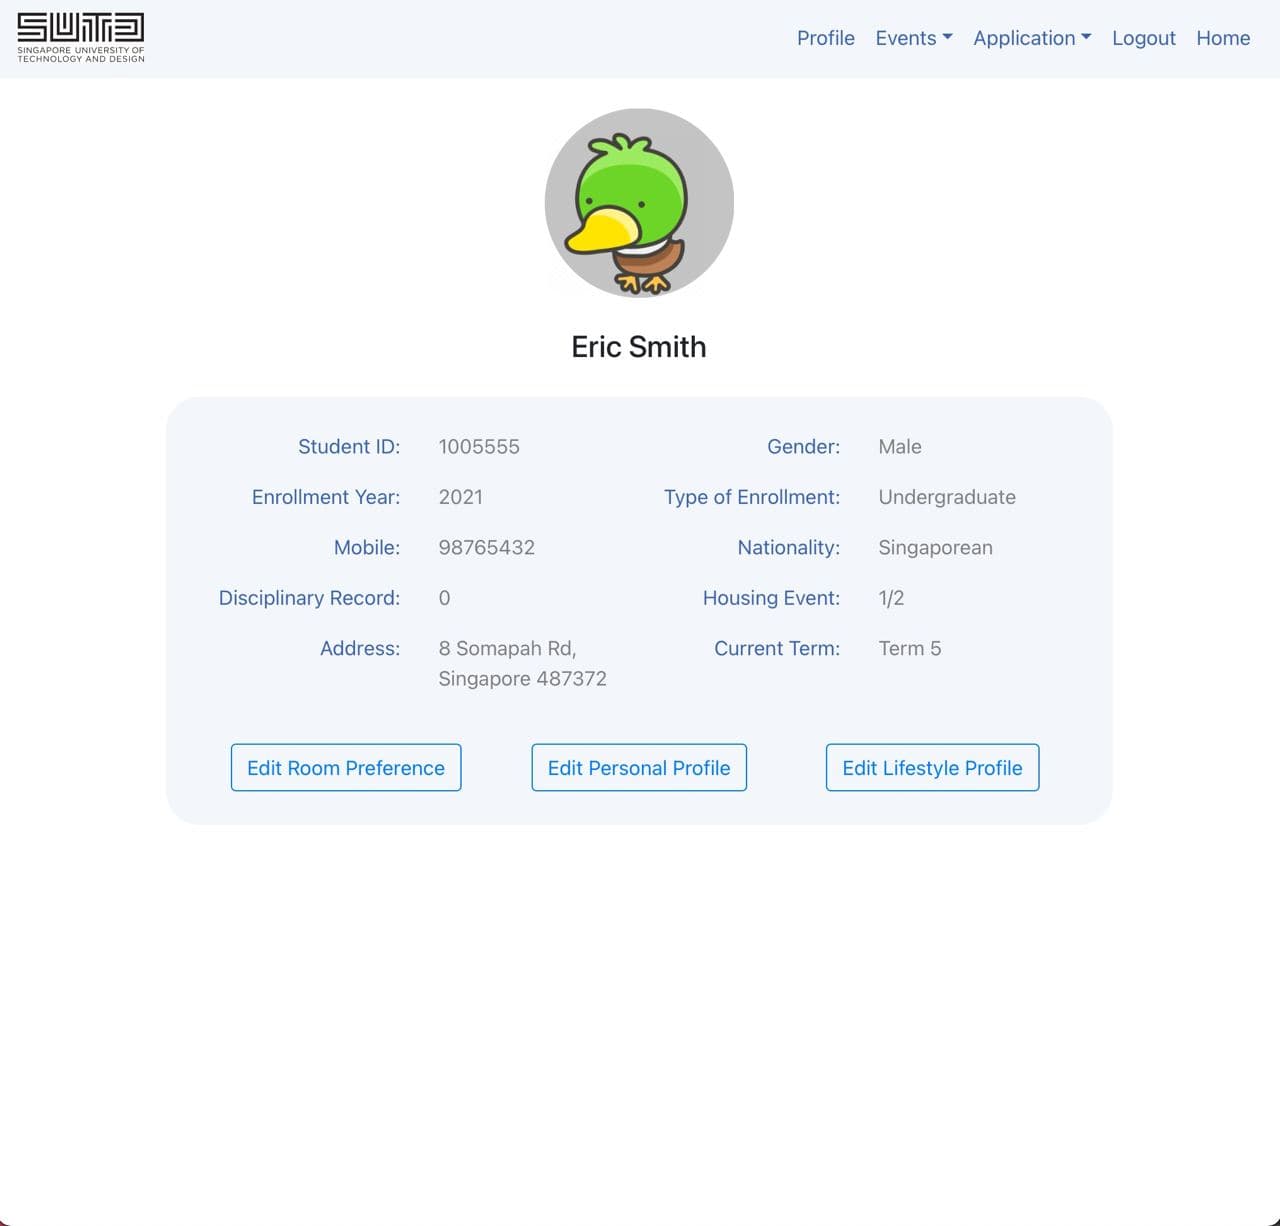 SUTD
SINGAPORE UNIVERSITY OF
TECHNOLOGY AND DESIGN
Profile Events Application Logout Home
Eric Smith
Student ID: 1005555 Gender: Male
Enrollment Year: 2021 Type of Enrollment: Undergraduate
Mobile: 98765432 Nationality: Singaporean
Disciplinary Record: 0 Housing Event: 1/2
Address: 8 Somapah Rd, Current Term: Term 5
Singapore 487372
Edit Room Preference Edit Personal Profile Edit Lifestyle Profile